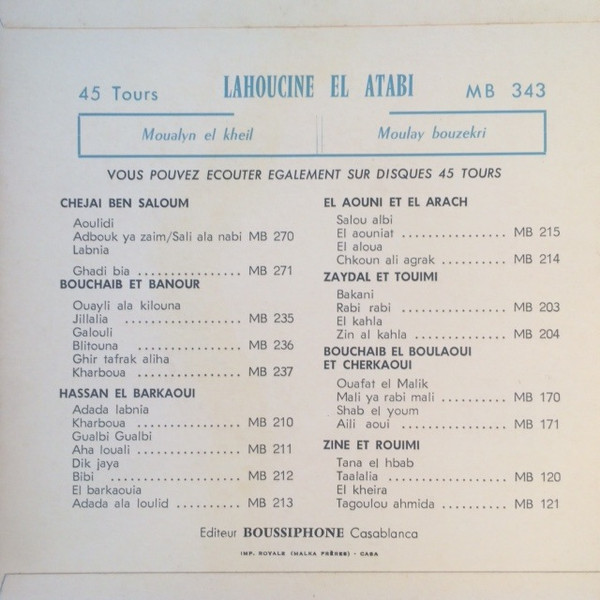 45 Tours LAHOUCINE EL ATABI MB 343
Moualyn el kheil Moulay bouzekri
VOUS POUVEZ ECOUTER EGALEMENT SUR DISQUES 45 TOURS
CHEJAI BEN SALOUM
Aoulidi
Adbouk ya zaim/Sali ala nabi MB 270
Labnia
Ghadi bia .............. MB 271
BOUCHAIB ET BANOUR
Ouayli ala kilouna
Jillalia ................ MB 235
Galouli
Blitouna .............. MB 236
Ghir tafrak aliha
Kharboua ................ MB 237
HASSAN EL BARKAOUI
Adada labnia
Kharboua ................ MB 210
Gualbi Gualbi
Aha louali ............... MB 211
Dik jaya
Bibi .................. MB 212
El barkaouia
Adada ala loulid ......... MB 213
EL AOUNI ET EL ARACH
Salou albi
El aouniat ............... MB 215
El aloua
Chkoun ali agrak .......... MB 214
ZAYDAL ET TOUIMI
Bakani
Rabi rabi ............... MB 203
El kahla
Zin al kahla ............. MB 204
BOUCHAIB EL BOULAOUI
ET CHERKAOUI
Ouafat el Malik
Mali ya rabi mali .......... MB 170
Shab el youm
Aili aoui ............... MB 171
ZINE ET ROUIMI
Tana el hbab
Taalalia ................ MB 120
El kheira
Tagoulou ahmida .......... MB 121
Editeur BOUSSIPHONE Casablanca
IMP. ROYALE (MALKA FRÈRES) - CASA